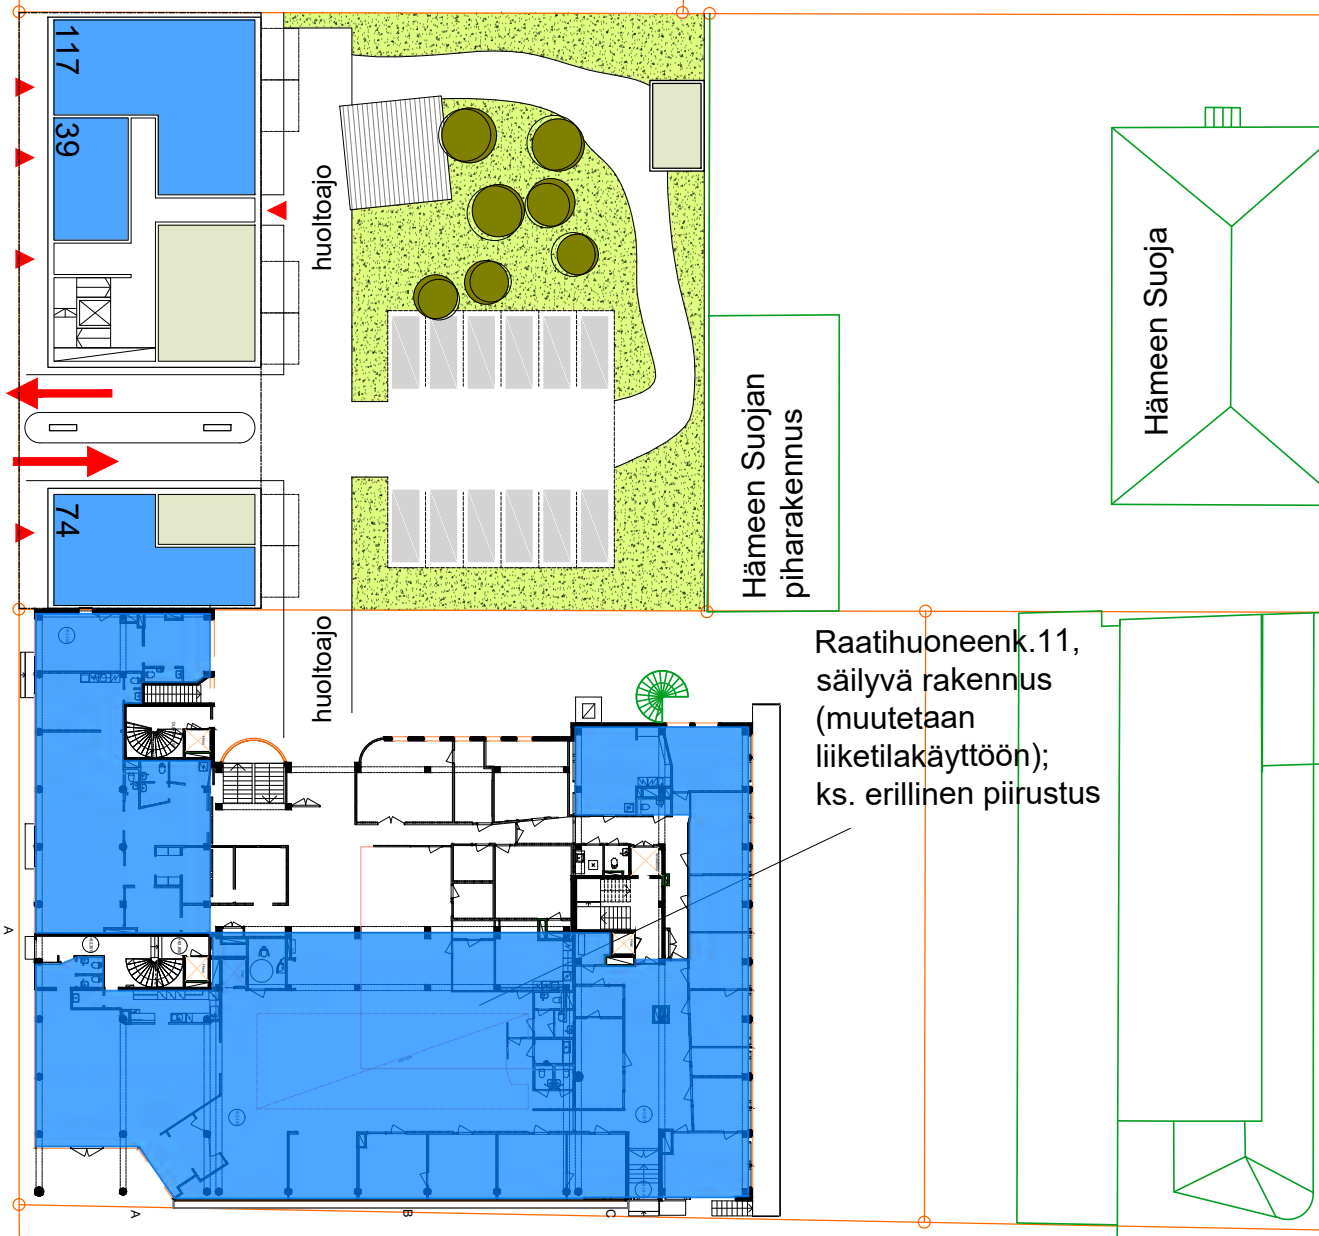 117
39
huoltoajo
Hämeen Suoja
Hämeen Suojan
piharakennus
74
huoltoajo
Raatihuoneenk.11,
säilyvä rakennus
(muutetaan
liiketilakäyttöön);
ks. erillinen piirustus
A
A
B
C